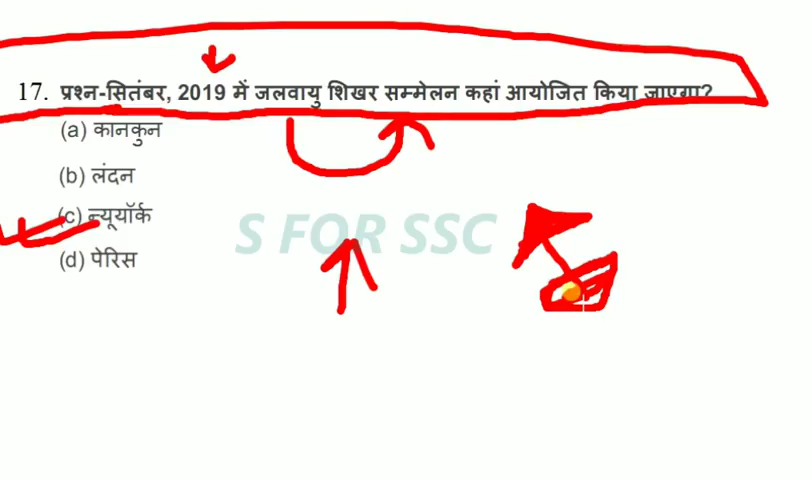 17. प्रश्न-सितंबर, 2019 में जलवायु शिखर सम्मेलन कहां आयोजित किया जाएगा?
(a) कानकुन
(b) लंदन
(c) न्यूयॉर्क
S FOR SSC
(d) पेरिस